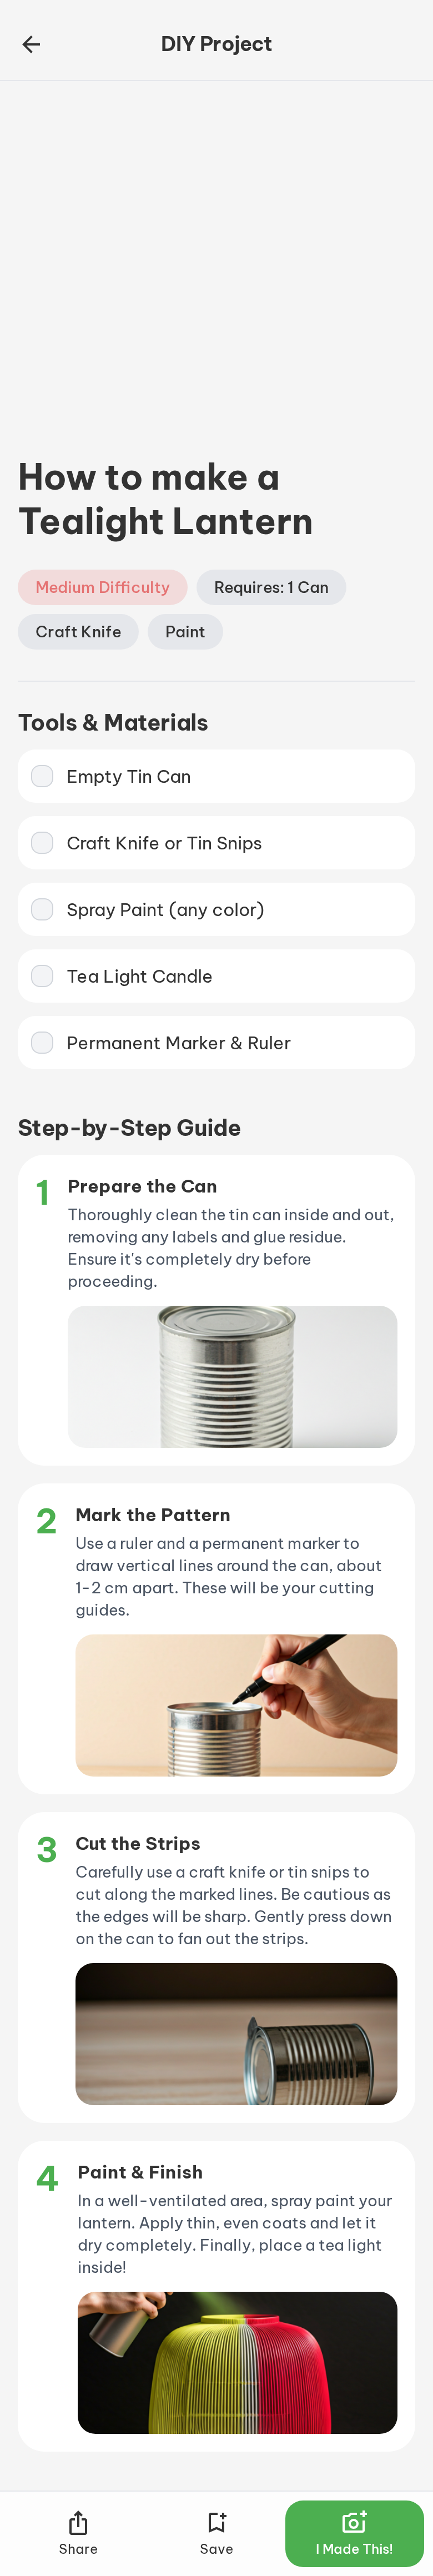 DIY Project
How to make a
Tealight Lantern
Medium Difficulty
Requires: 1 Can
Craft Knife
Paint
Tools & Materials
Empty Tin Can
Craft Knife or Tin Snips
Spray Paint (any color)
Tea Light Candle
Permanent Marker & Ruler
Step-by-Step Guide
1
Prepare the Can
Thoroughly clean the tin can inside and out,
removing any labels and glue residue.
Ensure it's completely dry before
proceeding.
2
Mark the Pattern
Use a ruler and a permanent marker to
draw vertical lines around the can, about
1-2 cm apart. These will be your cutting
guides.
3
Cut the Strips
Carefully use a craft knife or tin snips to
cut along the marked lines. Be cautious as
the edges will be sharp. Gently press down
on the can to fan out the strips.
4
Paint & Finish
In a well-ventilated area, spray paint your
lantern. Apply thin, even coats and let it
dry completely. Finally, place a tea light
inside!
Share
Save
I Made This!